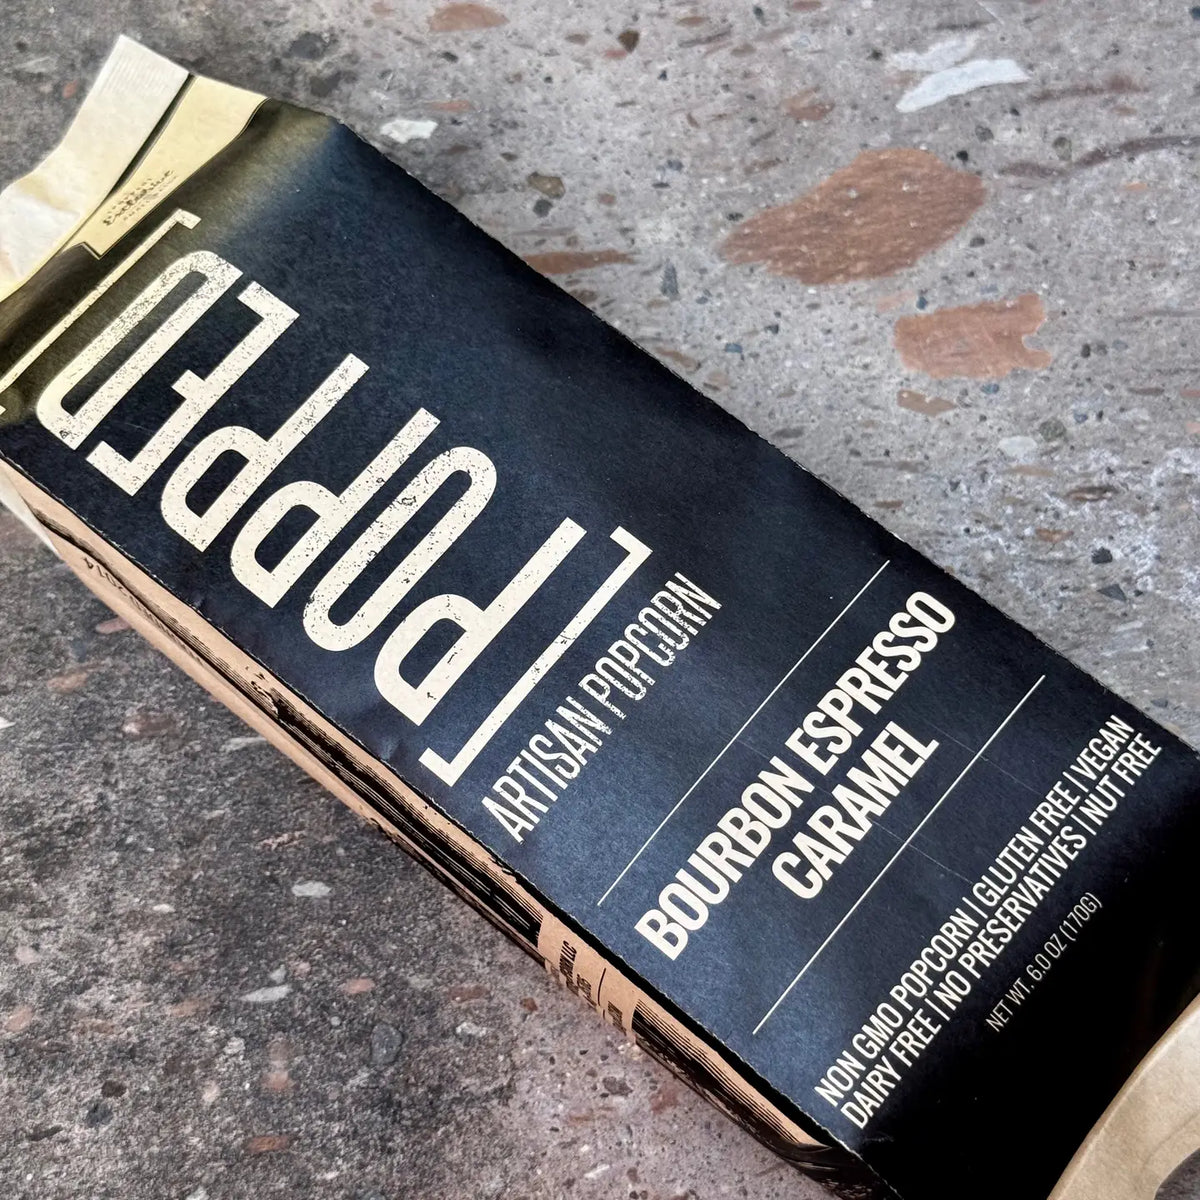 [POPPED]
ARTISAN POPCORN
BOURBON ESPRESSO
CARAMEL
NON GMO POPCORN | GLUTEN FREE | VEGAN
DAIRY FREE | NO PRESERVATIVES | NUT FREE
NET WT. 6.0 OZ (170G)